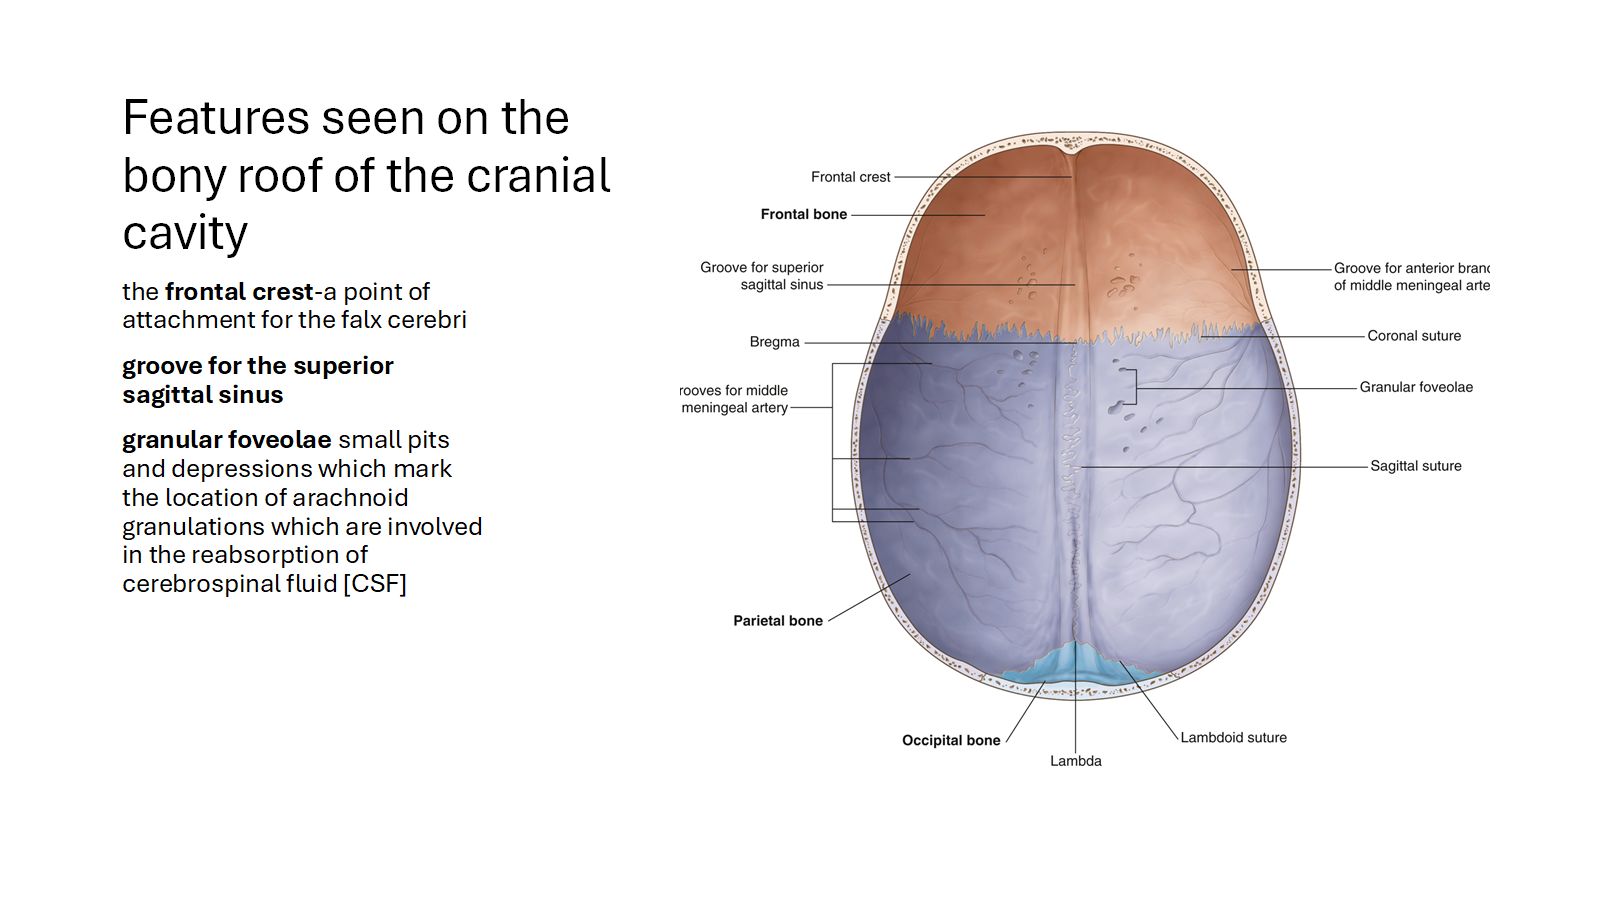 Features seen on the
bony roof of the cranial
cavity
the frontal crest-a point of
attachment for the falx cerebri
groove for the superior
sagittal sinus
granular foveolae small pits
and depressions which mark
the location of arachnoid
granulations which are involved
in the reabsorption of
cerebrospinal fluid [CSF]
Frontal crest
Frontal bone
Groove for superior
sagittal sinus
Bregma
rooves for middle
meningeal artery
Parietal bone
Occipital bone
Lambda
Lambdoid suture
Groove for anterior branc
of middle meningeal arte
Coronal suture
Granular foveolae
Sagittal suture